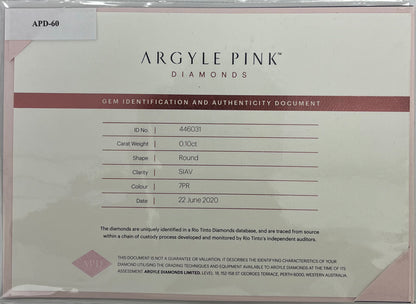 APD-60
ARGYLE PINK™
DIAMONDS
GEM IDENTIFICATION AND AUTHENTICITY DOCUMENT
ID No. 446031
Carat Weight 0.10ct
Shape Round
Clarity SIAV
Colour 7PR
Date 22 June 2020
The diamonds are uniquely identified in a Rio Tinto Diamonds database, and are traced from source
within a chain of custody process developed and monitored by Rio Tinto's independent auditors.
APD
THIS DOCUMENT IS NOT A GUARANTEE OR VALUATION. IT DESCRIBES THE IDENTIFYING CHARACTERISTICS OF YOUR
DIAMOND UTILISING THE GRADING TECHNIQUES AND EQUIPMENT AVAILABLE TO ARGYLE DIAMONDS AT THE TIME OF ITS
ASSESSMENT. ARGYLE DIAMONDS LIMITED, LEVEL 18, 152-158 ST GEORGES TERRACE, PERTH 6000, WESTERN AUSTRALIA.